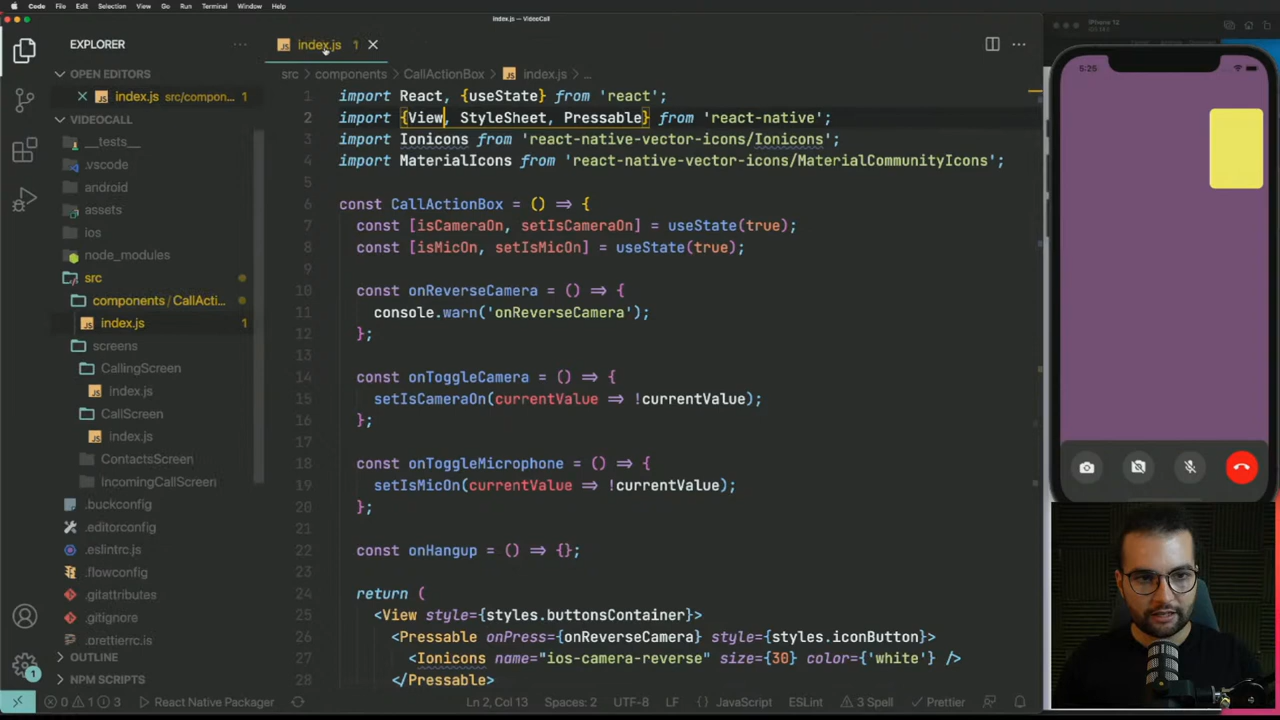 Code File Edit Selection View Go Run Terminal Window Help
index.js — VideoCall
iPhone 12
EXPLORER
OPEN EDITORS
index.js src/compon...
VIDEOCALL
__tests__
.vscode
android
assets
ios
node_modules
src
components / CallActi...
index.js 1
screens
CallingScreen
index.js
CallScreen
index.js
ContactsScreen
IncomingCallScreen
.buckconfig
.editorconfig
.eslintrc.js
.flowconfig
.gitattributes
.gitignore
.prettierrc.js
OUTLINE
NPM SCRIPTS
index.js 1
src components CallActionBox index.js ...
1 import React, {useState} from 'react';
2 import {View, StyleSheet, Pressable} from 'react-native';
3 import Ionicons from 'react-native-vector-icons/Ionicons';
4 import MaterialIcons from 'react-native-vector-icons/MaterialCommunityIcons';
5
6 const CallActionBox = () => {
7 const [isCameraOn, setIsCameraOn] = useState(true);
8 const [isMicOn, setIsMicOn] = useState(true);
9
10 const onReverseCamera = () => {
11 console.warn('onReverseCamera');
12 };
13
14 const onToggleCamera = () => {
15 setIsCameraOn(currentValue => !currentValue);
16 };
17
18 const onToggleMicrophone = () => {
19 setIsMicOn(currentValue => !currentValue);
20 };
21
22 const onHangup = () => {};
23
24 return (
25 <View style={styles.buttonsContainer}>
26 <Pressable onPress={onReverseCamera} style={styles.iconButton}>
27 <Ionicons name="ios-camera-reverse" size={30} color={'white'} />
28 </Pressable>
5:25
1
0 1 3 React Native Packager
Ln 2, Col 13 Spaces: 2 UTF-8 LF {} JavaScript ESLint 3 Spell Prettier